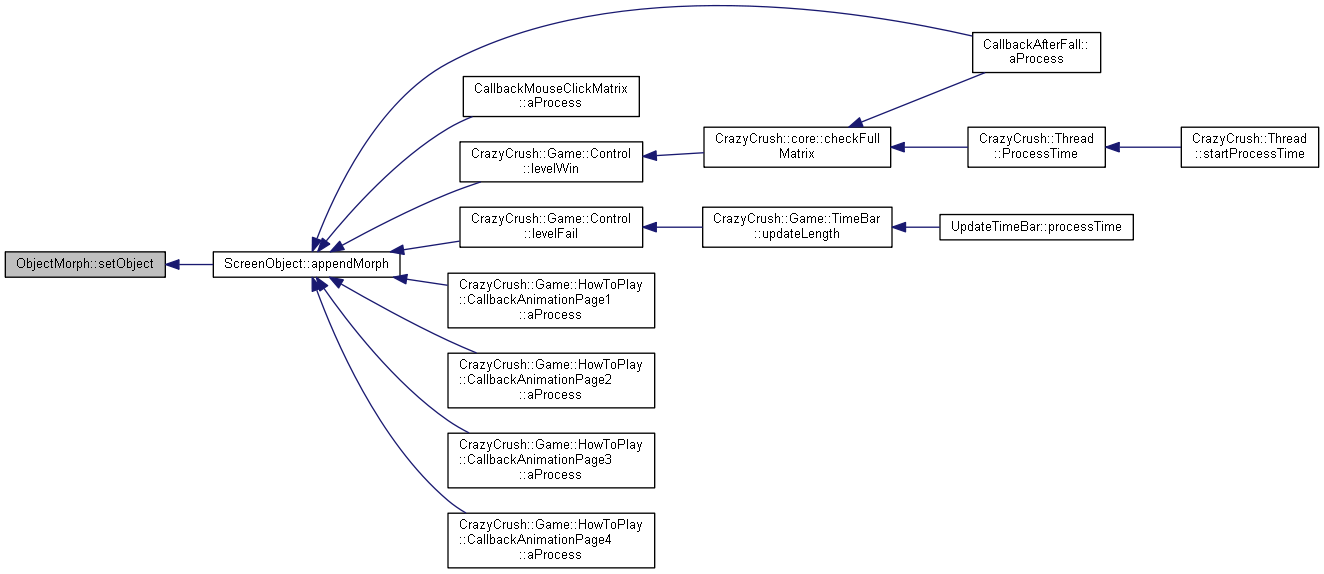 CallbackAfterFall::
aProcess
CallbackMouseClickMatrix
::aProcess
CrazyCrush::core::checkFull
Matrix
CrazyCrush::Thread
::ProcessTime
CrazyCrush::Thread
::startProcessTime
CrazyCrush::Game::Control
::levelWin
CrazyCrush::Game::Control
::levelFail
CrazyCrush::Game::TimeBar
::updateLength
UpdateTimeBar::processTime
ObjectMorph::setObject
ScreenObject::appendMorph
CrazyCrush::Game::HowToPlay
::CallbackAnimationPage1
::aProcess
CrazyCrush::Game::HowToPlay
::CallbackAnimationPage2
::aProcess
CrazyCrush::Game::HowToPlay
::CallbackAnimationPage3
::aProcess
CrazyCrush::Game::HowToPlay
::CallbackAnimationPage4
::aProcess